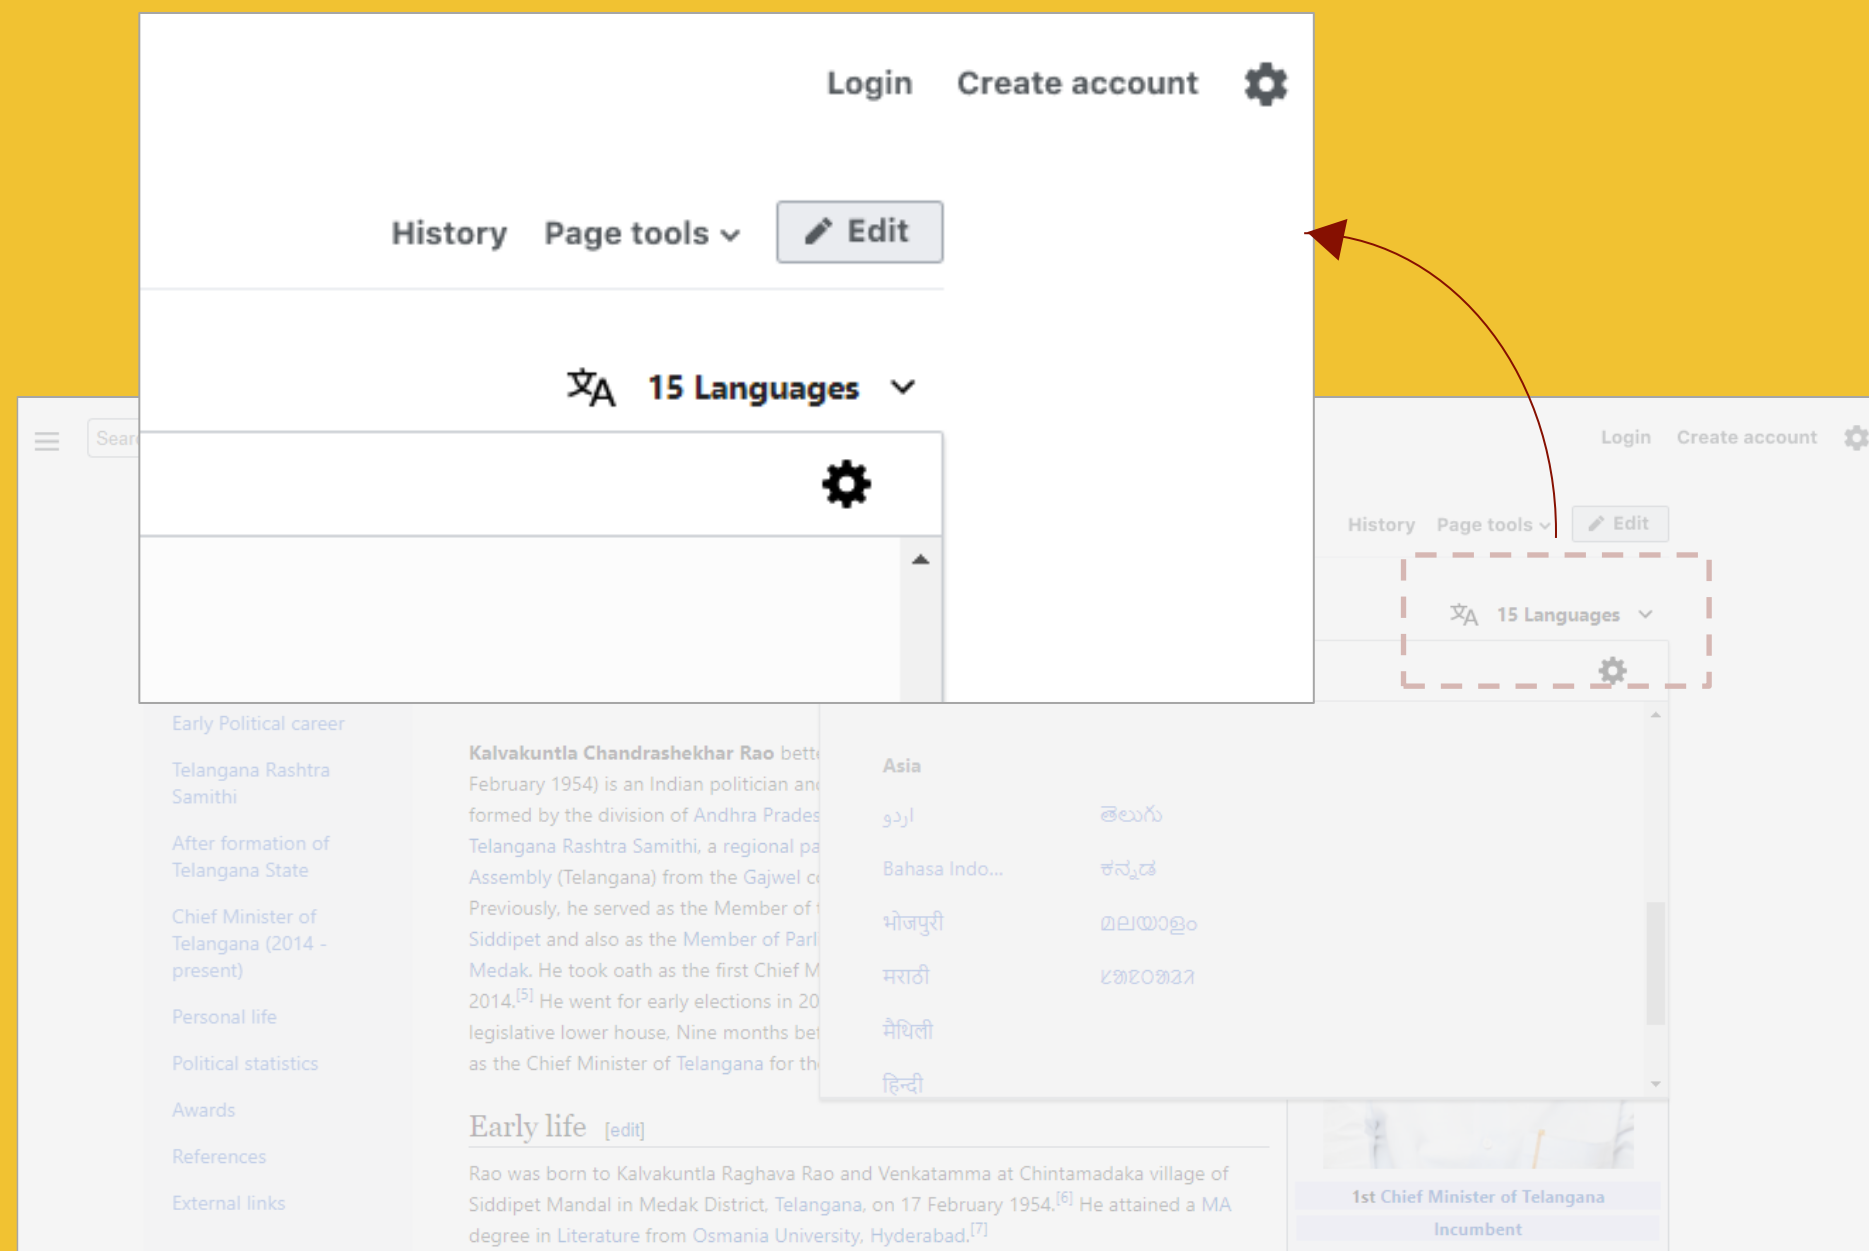 Login Create account
History Page tools Edit
15 Languages
Login Create account
History Page tools Edit
15 Languages
Early Political career
Telangana Rashtra
Samithi
After formation of
Telangana State
Chief Minister of
Telangana (2014 -
present)
Personal life
Political statistics
Awards
References
External links
Kalvakuntla Chandrashekhar Rao
February 1954) is an Indian politician
formed by the division of Andhra
Telangana Rashtra Samithi, a regional
Assembly (Telangana) from the Gajwel
Previously, he served as the Member of
Siddipet and also as the Member of
Medak. He took oath as the first Chief
2014.[5] He went for early elections in
legislative lower house, Nine months
as the Chief Minister of Telangana for
Asia
اردو
Bahasa Indo...
भोजपुरी
मराठी
मैथिली
हिन्दी
తెలుగు
ಕನ್ನಡ
മലയാളം
Early life [edit]
Rao was born to Kalvakuntla Raghava Rao and Venkatamma at Chintamadaka village of
Siddipet Mandal in Medak District, Telangana, on 17 February 1954.[6] He attained a MA
degree in Literature from Osmania University, Hyderabad.[7]
1st Chief Minister of Telangana
Incumbent